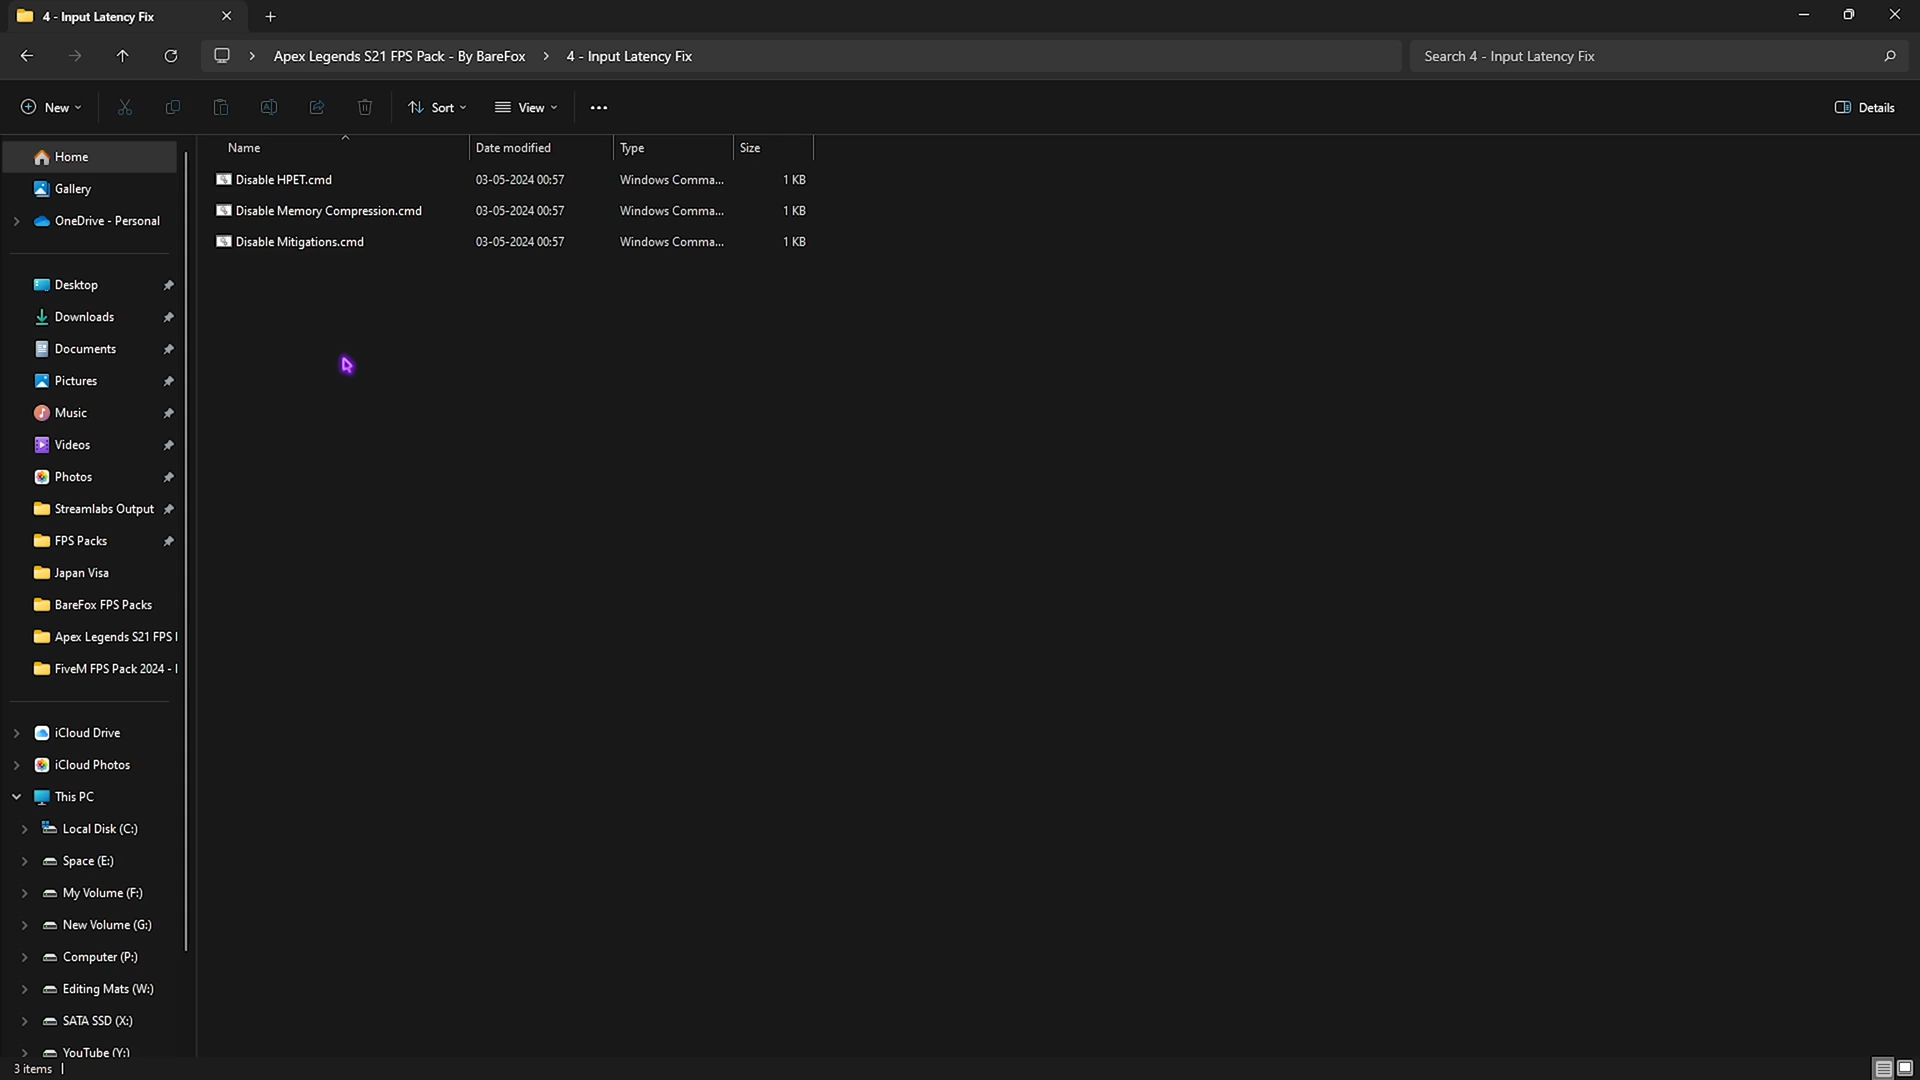 4 - Input Latency Fix
Apex Legends S21 FPS Pack - By BareFox
4 - Input Latency Fix
Search 4 - Input Latency Fix
New
Sort
View
Details
Name Date modified Type Size
Disable HPET.cmd 03-05-2024 00:57 Windows Comma... 1 KB
Disable Memory Compression.cmd 03-05-2024 00:57 Windows Comma... 1 KB
Disable Mitigations.cmd 03-05-2024 00:57 Windows Comma... 1 KB
Home
Gallery
OneDrive - Personal
Desktop
Downloads
Documents
Pictures
Music
Videos
Photos
Streamlabs Output
FPS Packs
Japan Visa
BareFox FPS Packs
Apex Legends S21 FPS
FiveM FPS Pack 2024 -
iCloud Drive
iCloud Photos
This PC
Local Disk (C:)
Space (E:)
My Volume (F:)
New Volume (G:)
Computer (P:)
Editing Mats (W:)
SATA SSD (X:)
YouTube (Y:)
3 items